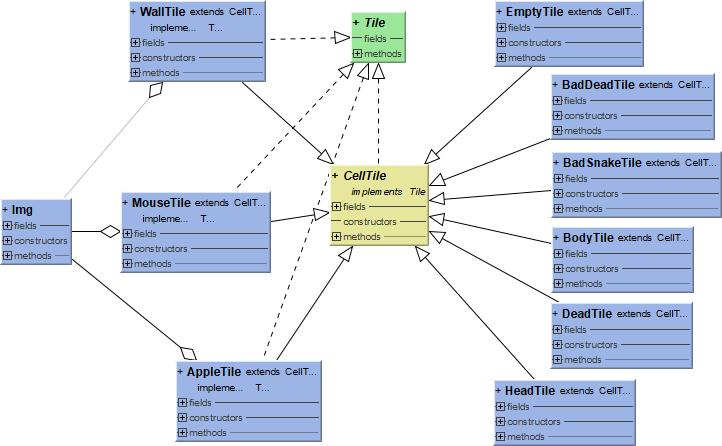 + WallTile extends CellT...
impleme... T...
fields
constructors
methods
+ Tile
fields
methods
+ EmptyTile extends CellT...
fields
constructors
methods
+ BadDeadTile extends CellT...
fields
constructors
methods
+ CellTile
implements Tile
fields
constructors
methods
+ BadSnakeTile extends CellT...
fields
constructors
methods
+ Img
fields
constructors
methods
+ MouseTile extends CellT...
impleme... T...
fields
constructors
methods
+ BodyTile extends CellT...
fields
constructors
methods
+ DeadTile extends CellT...
fields
constructors
methods
+ AppleTile extends CellT...
impleme... T...
fields
constructors
methods
+ HeadTile extends CellT...
fields
constructors
methods